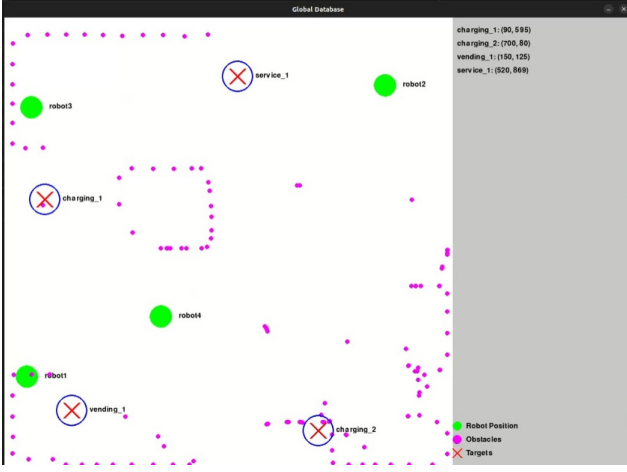 Global Database
charging_1: (90, 595)
charging_2: (700, 80)
vending_1: (150, 125)
service_1: (520, 869)
service_1
robot2
robot3
charging_1
robot4
robot1
vending_1
charging_2
Robot Position
Obstacles
Targets